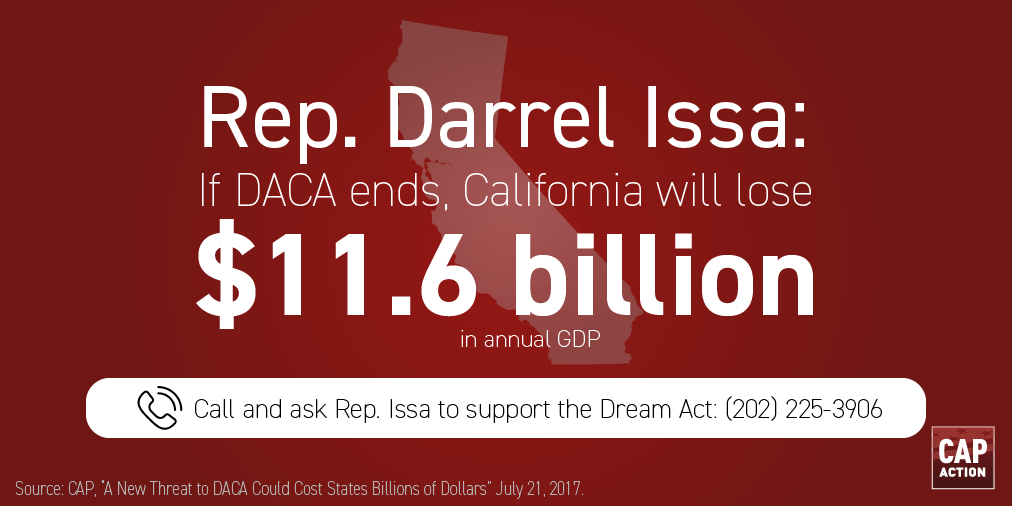 Rep. Darrel Issa:
If DACA ends, California will lose
$11.6 billion
in annual GDP
Call and ask Rep. Issa to support the Dream Act: (202) 225-3906
CAP
ACTION
Source: CAP, "A New Threat to DACA Could Cost States Billions of Dollars" July 21, 2017.